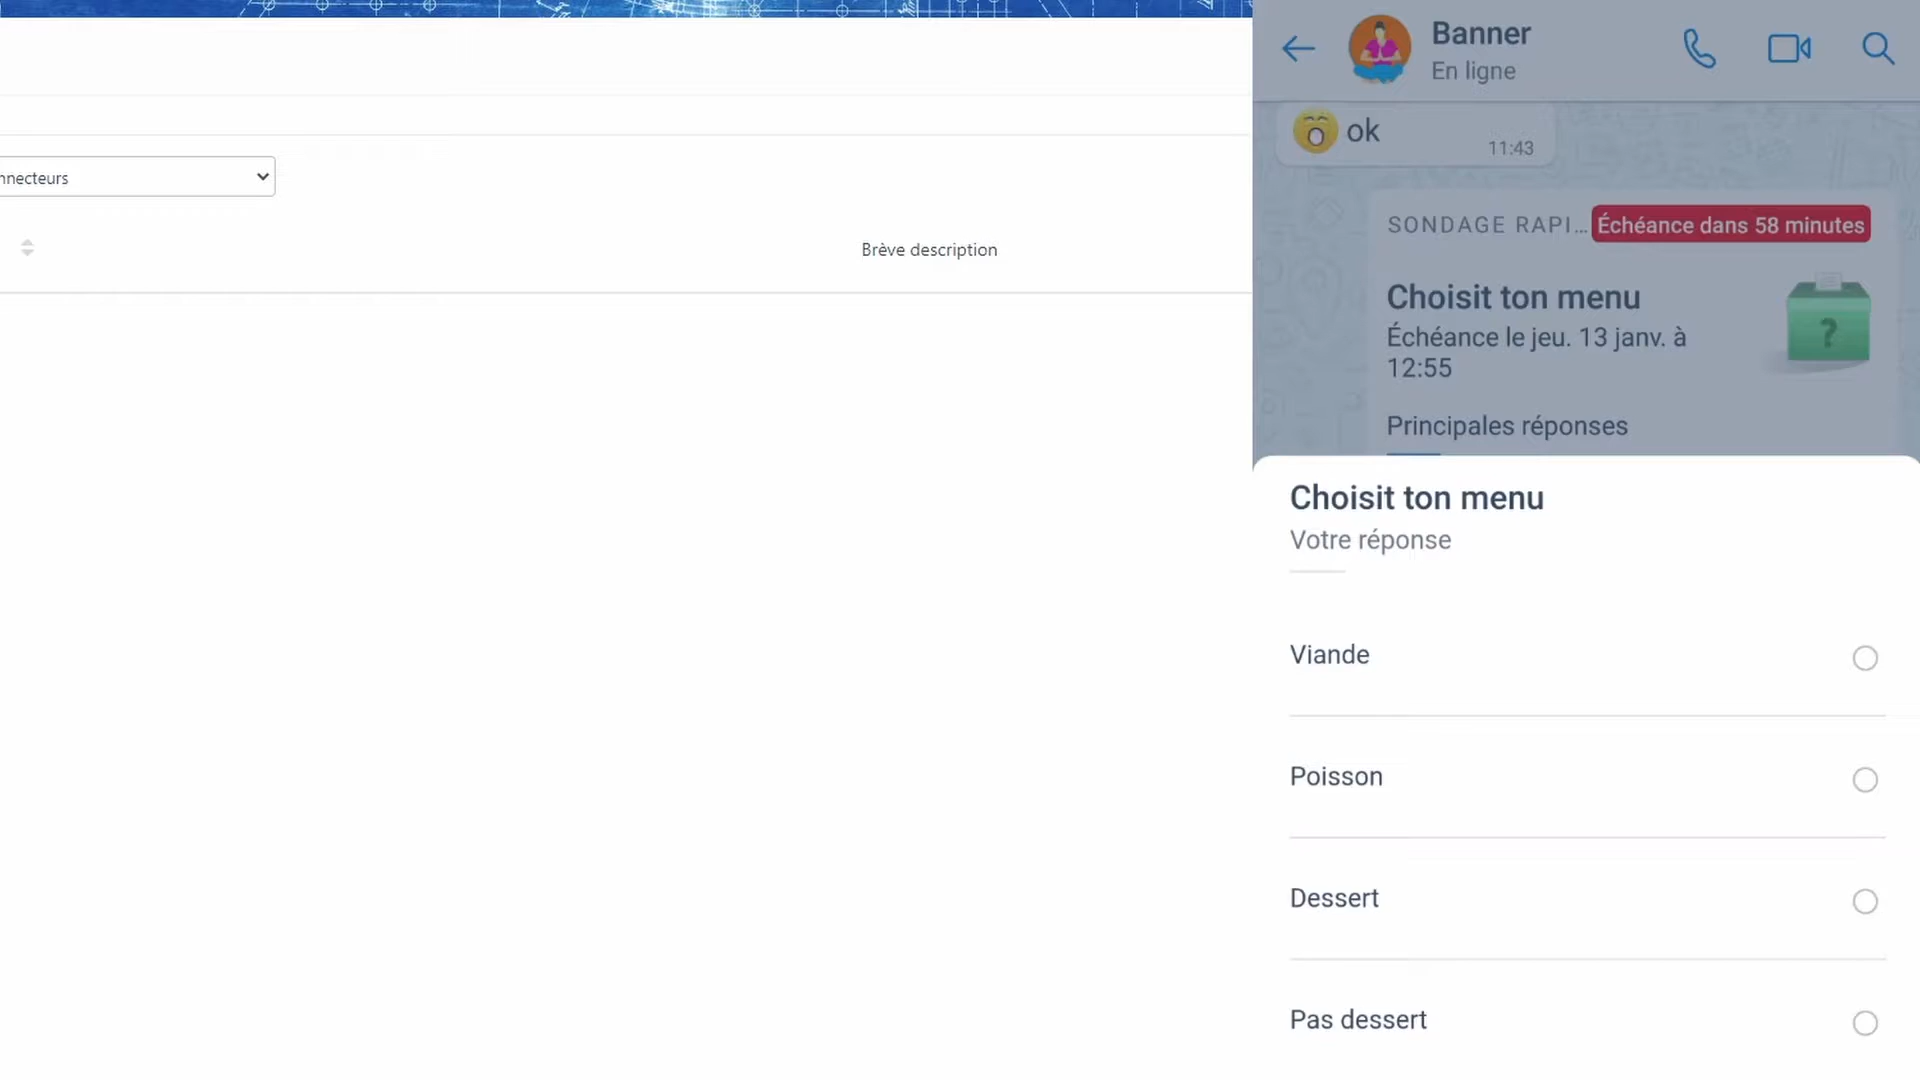 nnecteurs
Brève description
Banner
En ligne
ok
11:43
SONDAGE RAPI...
Échéance dans 58 minutes
Choisit ton menu
Échéance le jeu. 13 janv. à
12:55
?
Principales réponses
Choisit ton menu
Votre réponse
Viande
Poisson
Dessert
Pas dessert